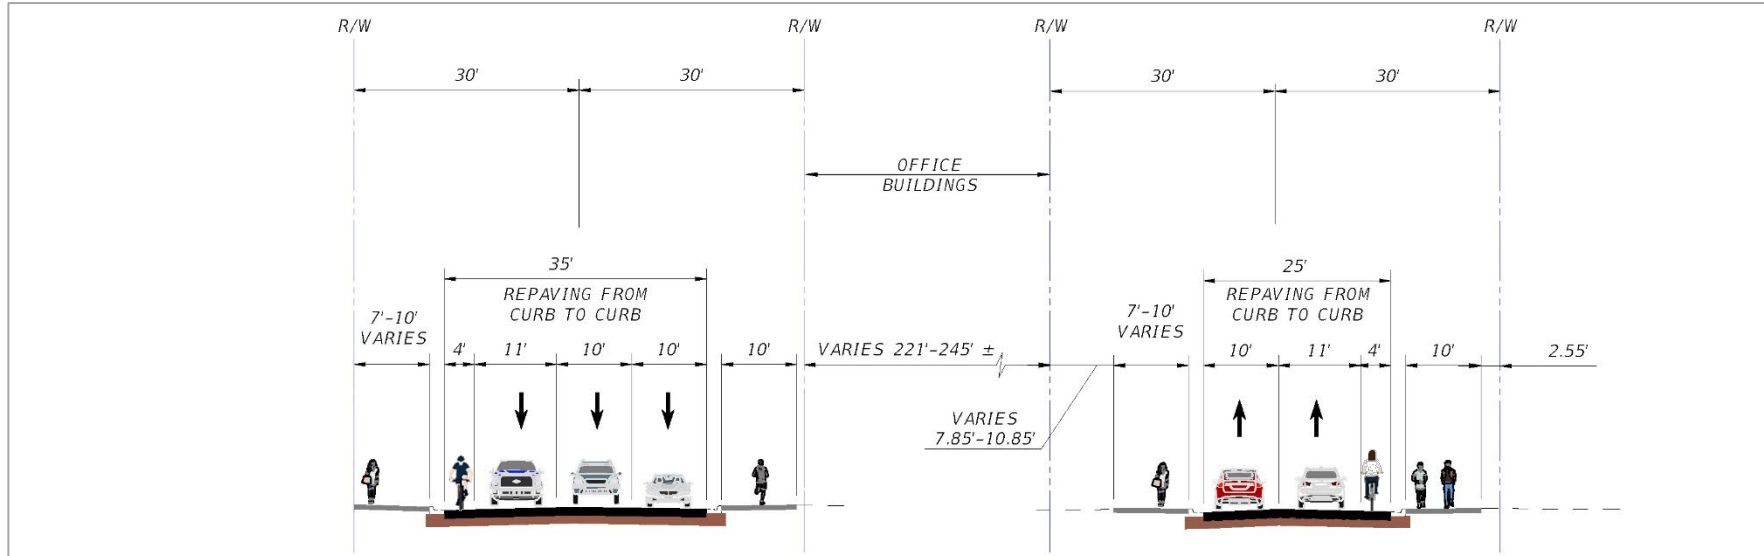 R/W
R/W
R/W
R/W
30'
30'
30'
30'
OFFICE
BUILDINGS
35'
REPAVING FROM
CURB TO CURB
25'
REPAVING FROM
CURB TO CURB
7'-10'
VARIES
4'
11'
10'
10'
10'
VARIES 221'-245' ±
7'-10'
VARIES
10'
11'
4'
10'
2.55'
VARIES
7.85'-10.85'